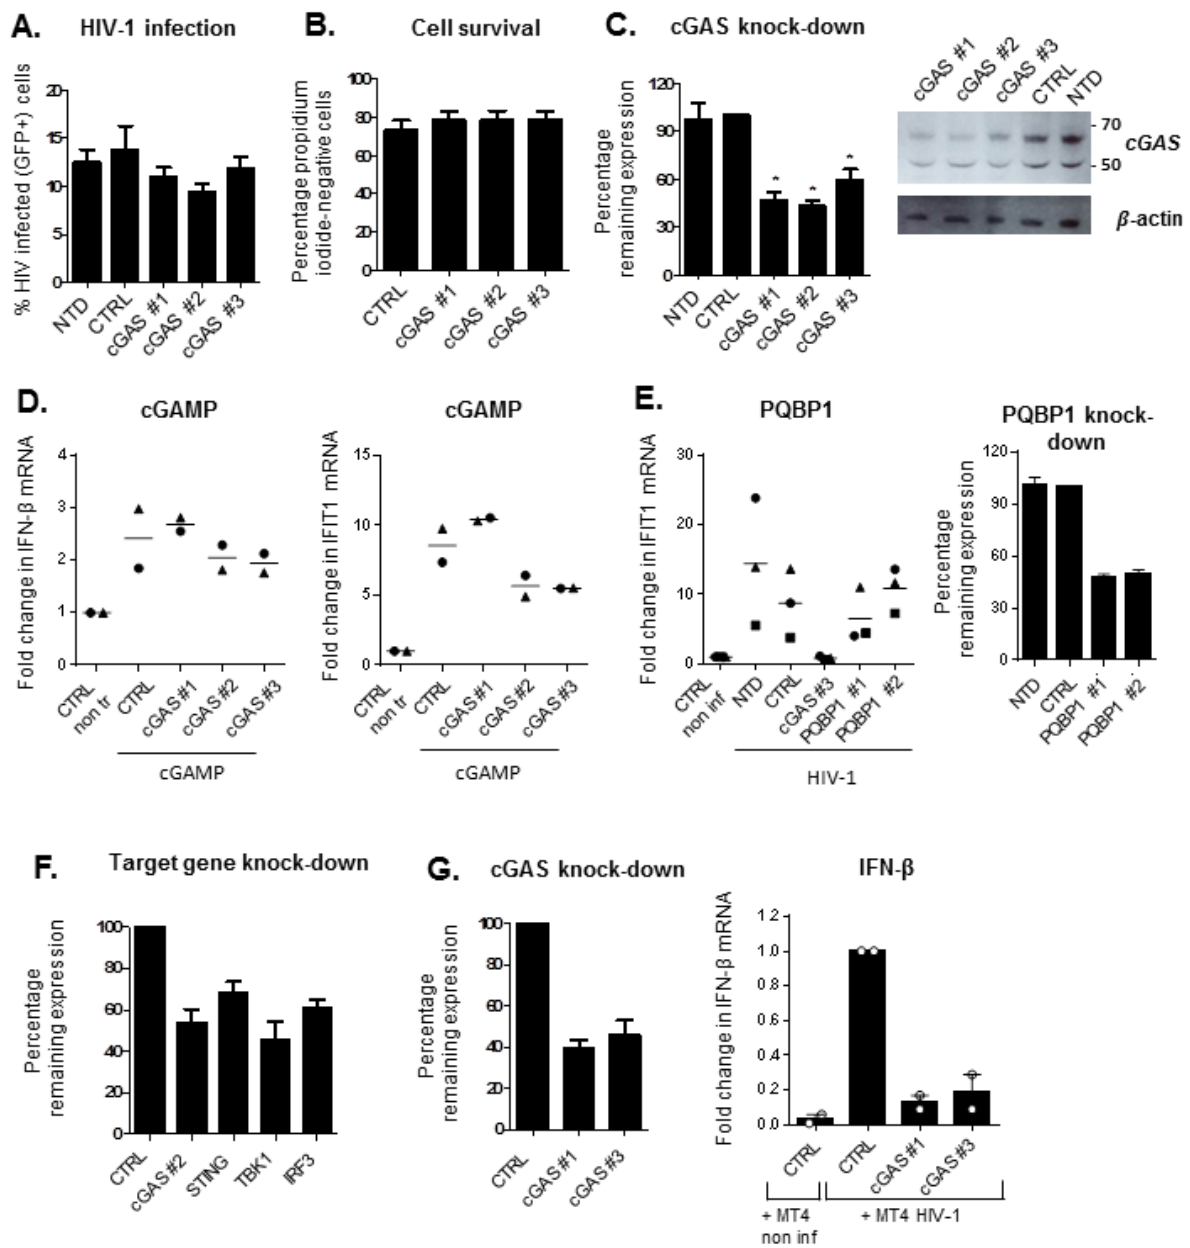 A.
HIV-1 infection
% HIV infected (GFP+) cells
20
15
10
5
0
NTD
CTRL
cGAS #1
cGAS #2
cGAS #3
B.
Cell survival
Percentage propidium
iodide-negative cells
100
80
60
40
20
0
CTRL
cGAS #1
cGAS #2
cGAS #3
C.
cGAS knock-down
Percentage
remaining expression
120
90
60
30
0
*
*
*
NTD
CTRL
cGAS #1
cGAS #2
cGAS #3
cGAS #1
cGAS #2
cGAS #3
CTRL
NTD
- 70
cGAS
- 50
β-actin
D.
cGAMP
Fold change in IFN-β mRNA
4
3
2
1
0
CTRL
non tr
CTRL
cGAS #1
cGAS #2
cGAS #3
cGAMP
cGAMP
Fold change in IFIT1 mRNA
15
10
5
0
CTRL
non tr
CTRL
cGAS #1
cGAS #2
cGAS #3
cGAMP
E.
PQBP1
Fold change in IFIT1 mRNA
30
20
10
0
CTRL
non inf
NTD
CTRL
cGAS #3
PQBP1 #1
PQBP1 #2
HIV-1
PQBP1 knock-
down
Percentage
remaining expression
120
90
60
30
0
NTD
CTRL
PQBP1 #1
PQBP1 #2
F.
Target gene knock-down
Percentage
remaining expression
100
80
60
40
20
0
CTRL
cGAS #2
STING
TBK1
IRF3
G.
cGAS knock-down
Percentage
remaining expression
100
80
60
40
20
0
CTRL
cGAS #1
cGAS #3
IFN-β
Fold change in IFN-β mRNA
1.2
1.0
0.8
0.6
0.4
0.2
0.0
CTRL
CTRL
cGAS #1
cGAS #3
+ MT4
non inf
+ MT4 HIV-1